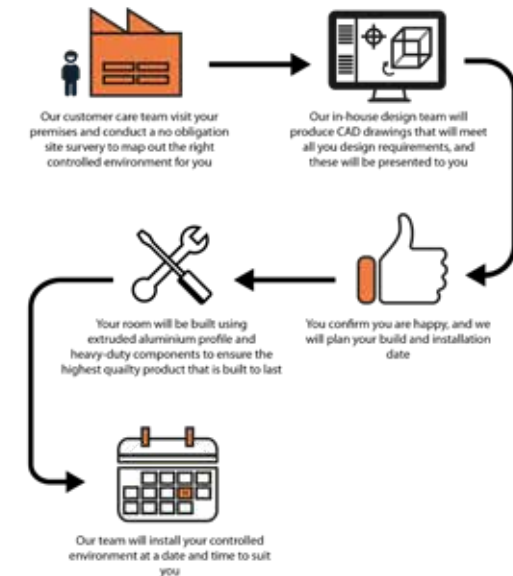 Our customer care team visit your
premises and conduct a no obligation
site survery to map out the right
controlled environment for you
Our in-house design team will
produce CAD drawings that will meet
all you design requirements, and
these will be presented to you
You confirm you are happy, and we
will plan your build and installation
date
Your room will be built using
extruded aluminium profile and
heavy-duty components to ensure the
highest quailty product that is built to last
Our team will install your controlled
environment at a date and time to suit
you